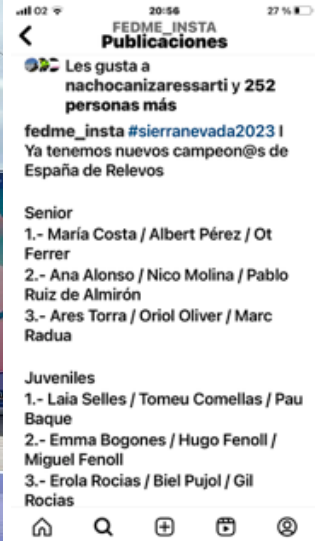 02
20:56
27 %
FEDME_INSTA
Publicaciones
Les gusta a
nachocanizaressarti y 252
personas más
fedme_insta #sierranevada2023 I
Ya tenemos nuevos campeon@s de
España de Relevos
Senior
1.- María Costa / Albert Pérez / Ot
Ferrer
2.- Ana Alonso / Nico Molina / Pablo
Ruiz de Almirón
3.- Ares Torra / Oriol Oliver / Marc
Radua
Juveniles
1.- Laia Selles / Tomeu Comellas / Pau
Baque
2.- Emma Bogones / Hugo Fenoll /
Miguel Fenoll
3.- Erola Rocias / Biel Pujol / Gil
Rocias